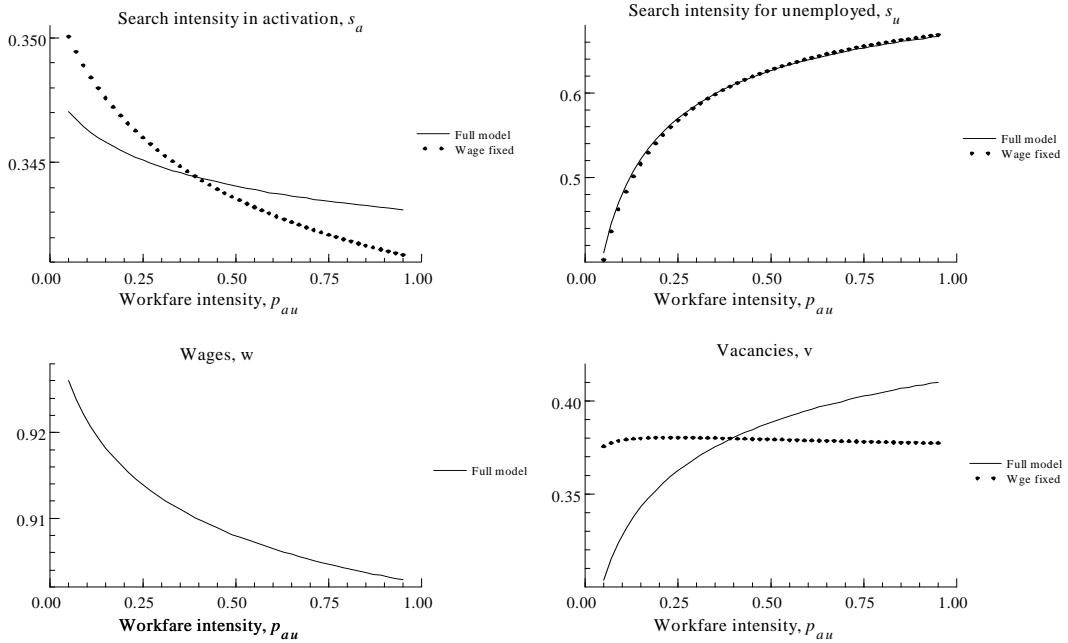 Search intensity in activation, s_a
0.350
0.345
Full model
Wage fixed
0.00 0.25 0.50 0.75 1.00
Workfare intensity, p_au
Search intensity for unemployed, s_u
0.6
0.5
Full model
Wage fixed
0.00 0.25 0.50 0.75 1.00
Workfare intensity, p_au
Wages, w
0.92
0.91
Full model
0.00 0.25 0.50 0.75 1.00
Workfare intensity, p_au
Vacancies, v
0.40
0.35
Full model
Wge fixed
0.00 0.25 0.50 0.75 1.00
Workfare intensity, p_au